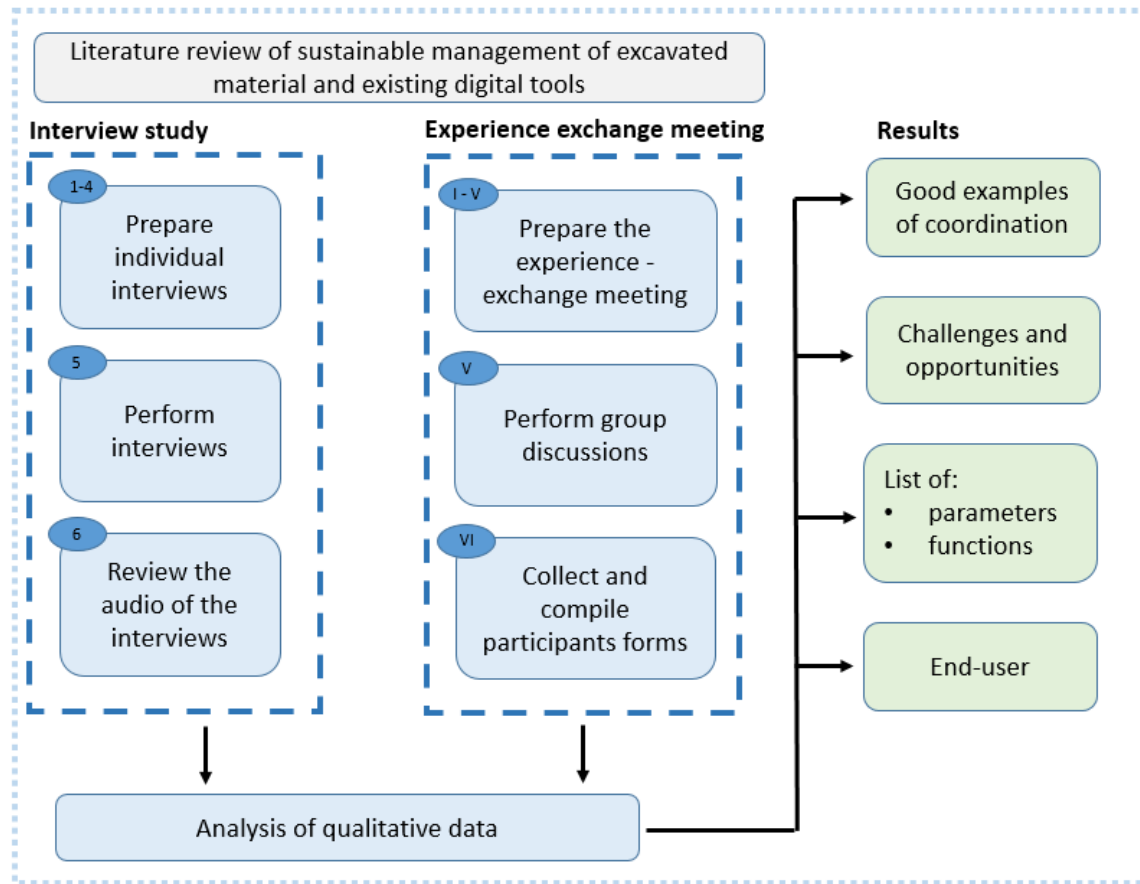 Literature review of sustainable management of excavated
material and existing digital tools
Interview study
1-4
Prepare
individual
interviews
5
Perform
interviews
6
Review the
audio of the
interviews
Experience exchange meeting
I - V
Prepare the
experience -
exchange meeting
V
Perform group
discussions
VI
Collect and
compile
participants forms
Results
Good examples
of coordination
Challenges and
opportunities
List of:
• parameters
• functions
End-user
Analysis of qualitative data